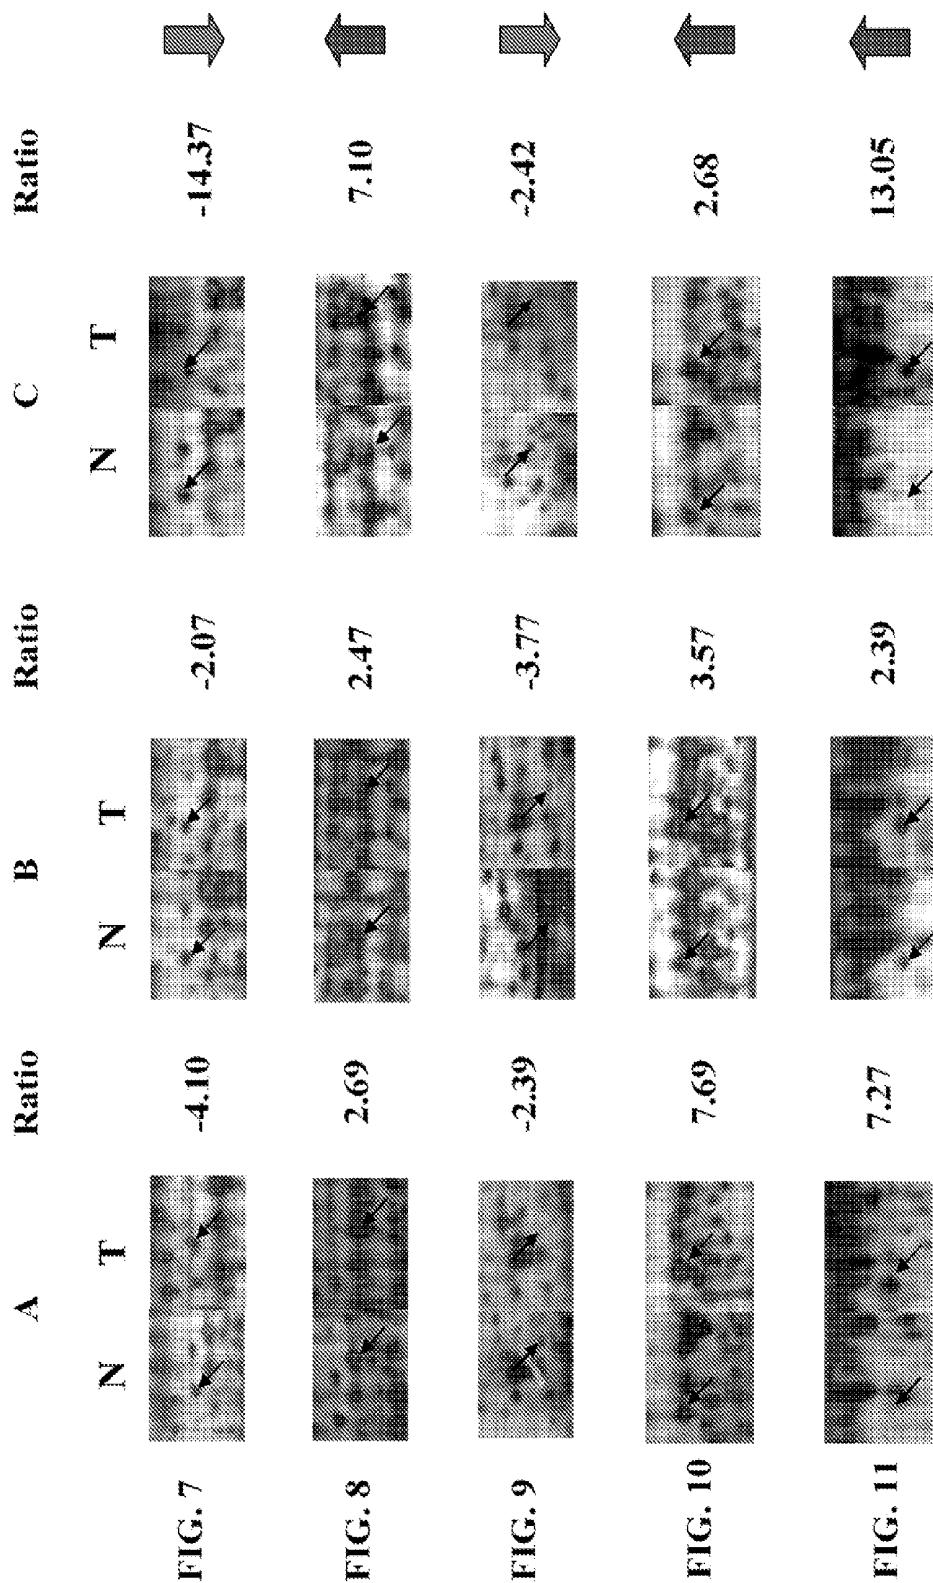 A Ratio B Ratio C Ratio
N T N T N T
FIG. 7 -4.10 -2.07 -14.37
FIG. 8 2.69 2.47 7.10
FIG. 9 -2.39 -3.77 -2.42
FIG. 10 7.69 3.57 2.68
FIG. 11 7.27 2.39 13.05